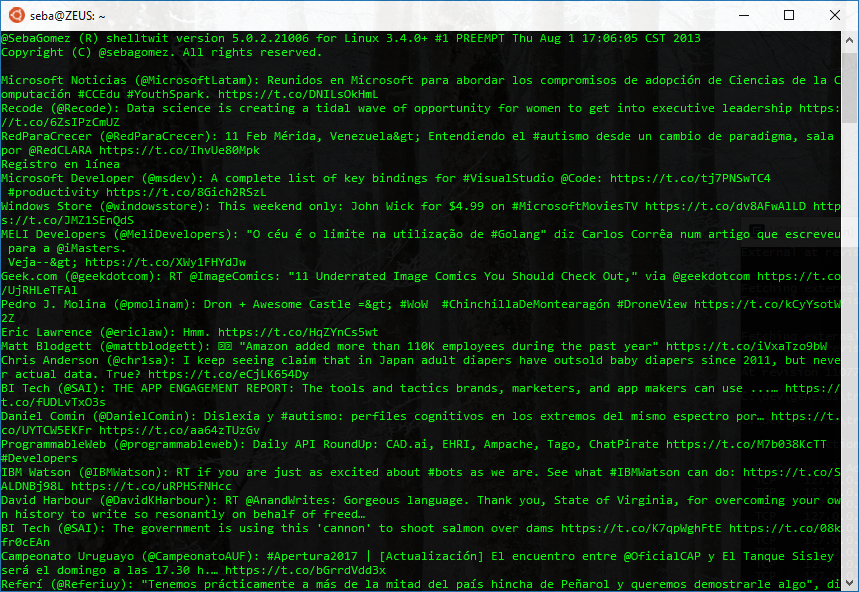 seba@ZEUS: ~
@SebaGomez (R) shelltwit version 5.0.2.21006 for Linux 3.4.0+ #1 PREEMPT Thu Aug 1 17:06:05 CST 2013
Copyright (C) @sebagomez. All rights reserved.
Microsoft Noticias (@MicrosoftLatam): Reunidos en Microsoft para abordar los compromisos de adopción de Ciencias de la C
omputación #CCEdu #YouthSpark. https://t.co/DNILsOkHmL
Recode (@Recode): Data science is creating a tidal wave of opportunity for women to get into executive leadership https:
//t.co/6ZsIPzCmUZ
RedParaCrecer (@RedParaCrecer): 11 Feb Mérida, Venezuela&gt; Entendiendo el #autismo desde un cambio de paradigma, sala
por @RedCLARA https://t.co/IhvUe80Mpk
Registro en línea
Microsoft Developer (@msdev): A complete list of key bindings for #VisualStudio @Code: https://t.co/tj7PNSwTC4
#productivity https://t.co/8Gich2RSzL
Windows Store (@windowsstore): This weekend only: John Wick for $4.99 on #MicrosoftMoviesTV https://t.co/dv8AFwAlLD http
s://t.co/JMZlSEnQdS
MELI Developers (@MeliDevelopers): "O céu é o limite na utilização de #Golang" diz Carlos Corrêa num artigo que escreveu
para a @iMasters.
Veja--&gt; https://t.co/XWy1FHYdJw
Geek.com (@geekdotcom): RT @ImageComics: "11 Underrated Image Comics You Should Check Out," via @geekdotcom https://t.co
/UjRHLeTFAl
Pedro J. Molina (@pmolinam): Dron + Awesome Castle =&gt; #WoW  #ChinchillaDeMontearagón #DroneView https://t.co/kCyYsotW
2Z
Eric Lawrence (@ericlaw): Hmm. https://t.co/HqZYnCs5wt
Matt Blodgett (@mattblodgett): "Amazon added more than 110K employees during the past year" https://t.co/iVxaTzo9bW
Chris Anderson (@chr1sa): I keep seeing claim that in Japan adult diapers have outsold baby diapers since 2011, but neve
r actual data. True? https://t.co/eCjLK654Dy
BI Tech (@SAI): THE APP ENGAGEMENT REPORT: The tools and tactics brands, marketers, and app makers can use ...… https://
t.co/fUDLvTxO3s
Daniel Comin (@DanielComin): Dislexia y #autismo: perfiles cognitivos en los extremos del mismo espectro por… https://t.
co/UYTCW5EKFr https://t.co/aa64zTUzGv
ProgrammableWeb (@programmableweb): Daily API RoundUp: CAD.ai, EHRI, Ampache, Tago, ChatPirate https://t.co/M7b038KcTT
#Developers
IBM Watson (@IBMWatson): RT if you are just as excited about #bots as we are. See what #IBMWatson can do: https://t.co/S
ALDNBj98L https://t.co/uRPHSfNHcc
David Harbour (@DavidKHarbour): RT @AnandWrites: Gorgeous language. Thank you, State of Virginia, for overcoming your ow
n history to write so resonantly on behalf of freed…
BI Tech (@SAI): The government is using this 'cannon' to shoot salmon over dams https://t.co/K7qpWghFtE https://t.co/08k
fr0cEAn
Campeonato Uruguayo (@CampeonatoAUF): #Apertura2017 | [Actualización] El encuentro entre @OficialCAP y El Tanque Sisley
será el domingo a las 17.30 h.… https://t.co/bGrrdVdd3x
Referí (@Referiuy): "Tenemos prácticamente a más de la mitad del país hincha de Peñarol y queremos demostrarle algo", di